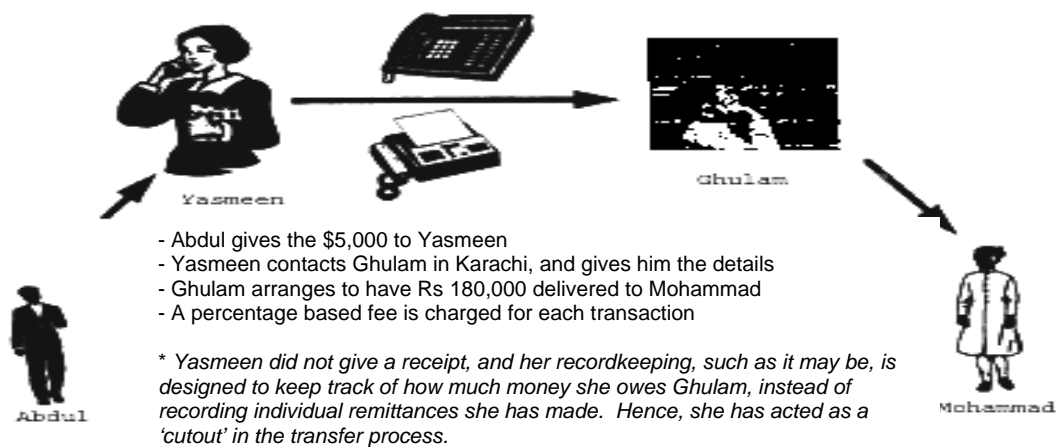 Yasmeen
Ghulam
- Abdul gives the $5,000 to Yasmeen
- Yasmeen contacts Ghulam in Karachi, and gives him the details
- Ghulam arranges to have Rs 180,000 delivered to Mohammad
- A percentage based fee is charged for each transaction
* Yasmeen did not give a receipt, and her recordkeeping, such as it may be, is
designed to keep track of how much money she owes Ghulam, instead of
recording individual remittances she has made. Hence, she has acted as a
‘cutout’ in the transfer process.
Abdul
Mohammad